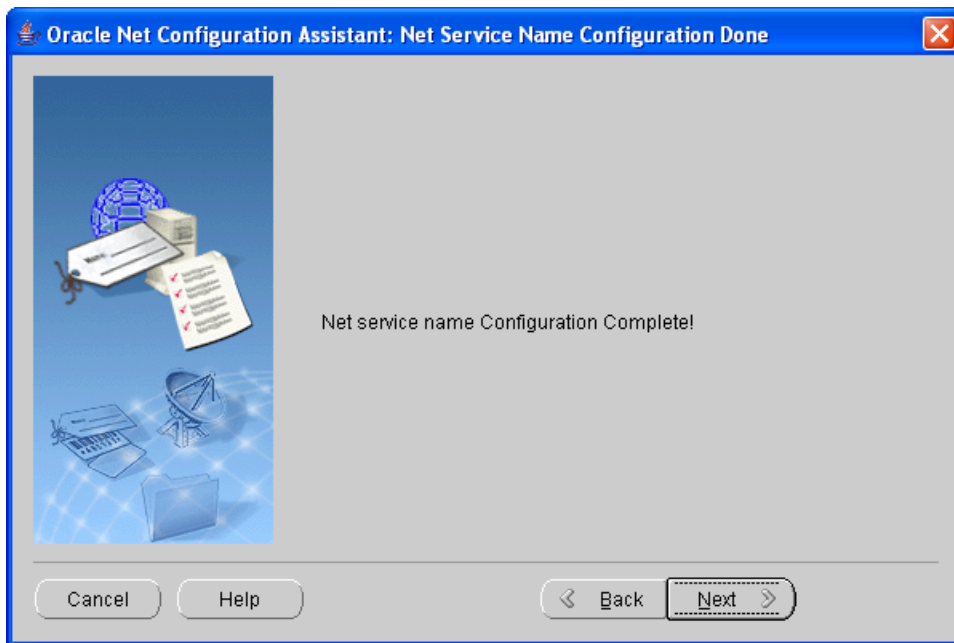 Oracle Net Configuration Assistant: Net Service Name Configuration Done
Net service name Configuration Complete!
Cancel
Help
Back
Next